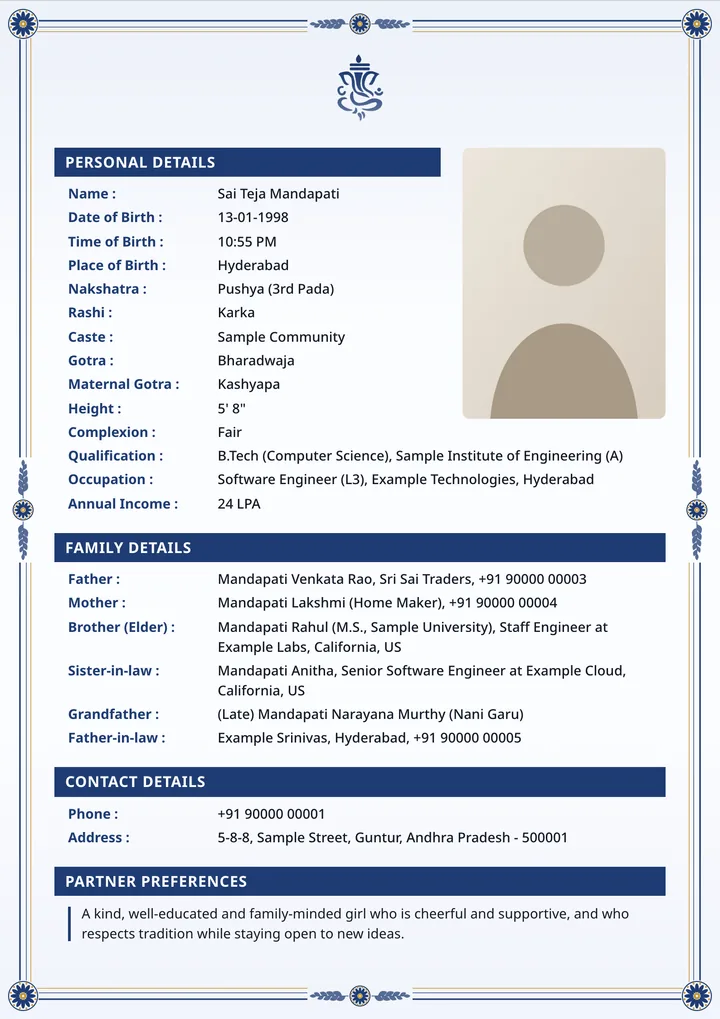 PERSONAL DETAILS
Name : Sai Teja Mandapati
Date of Birth : 13-01-1998
Time of Birth : 10:55 PM
Place of Birth : Hyderabad
Nakshatra : Pushya (3rd Pada)
Rashi : Karka
Caste : Sample Community
Gotra : Bharadwaja
Maternal Gotra : Kashyapa
Height : 5' 8"
Complexion : Fair
Qualification : B.Tech (Computer Science), Sample Institute of Engineering (A)
Occupation : Software Engineer (L3), Example Technologies, Hyderabad
Annual Income : 24 LPA
FAMILY DETAILS
Father : Mandapati Venkata Rao, Sri Sai Traders, +91 90000 00003
Mother : Mandapati Lakshmi (Home Maker), +91 90000 00004
Brother (Elder) : Mandapati Rahul (M.S., Sample University), Staff Engineer at
Example Labs, California, US
Sister-in-law : Mandapati Anitha, Senior Software Engineer at Example Cloud,
California, US
Grandfather : (Late) Mandapati Narayana Murthy (Nani Garu)
Father-in-law : Example Srinivas, Hyderabad, +91 90000 00005
CONTACT DETAILS
Phone : +91 90000 00001
Address : 5-8-8, Sample Street, Guntur, Andhra Pradesh - 500001
PARTNER PREFERENCES
A kind, well-educated and family-minded girl who is cheerful and supportive, and who
respects tradition while staying open to new ideas.